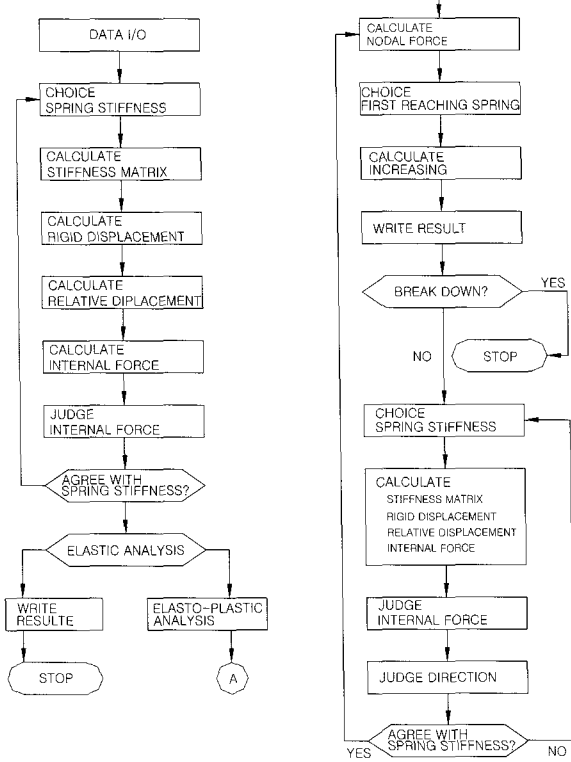 DATA I/O
CHOICE
SPRING STIFFNESS
CALCULATE
STIFFNESS MATRIX
CALCULATE
RIGID DISPLACEMENT
CALCULATE
RELATIVE DIPLACEMENT
CALCULATE
INTERNAL FORCE
JUDGE
INTERNAL FORCE
AGREE WITH
SPRING STIFFNESS?
ELASTIC ANALYSIS
WRITE
RESULTE
ELASTO-PLASTIC
ANALYSIS
STOP
A
CALCULATE
NODAL FORCE
CHOICE
FIRST REACHING SPRING
CALCULATE
INCREASING
WRITE RESULT
BREAK DOWN?
YES
NO
STOP
CHOICE
SPRING STIFFNESS
CALCULATE
STIFFNESS MATRIX
RIGID DISPLACEMENT
RELATIVE DISPLACEMENT
INTERNAL FORCE
JUDGE
INTERNAL FORCE
JUDGE DIRECTION
AGREE WITH
SPRING STIFFNESS?
YES
NO